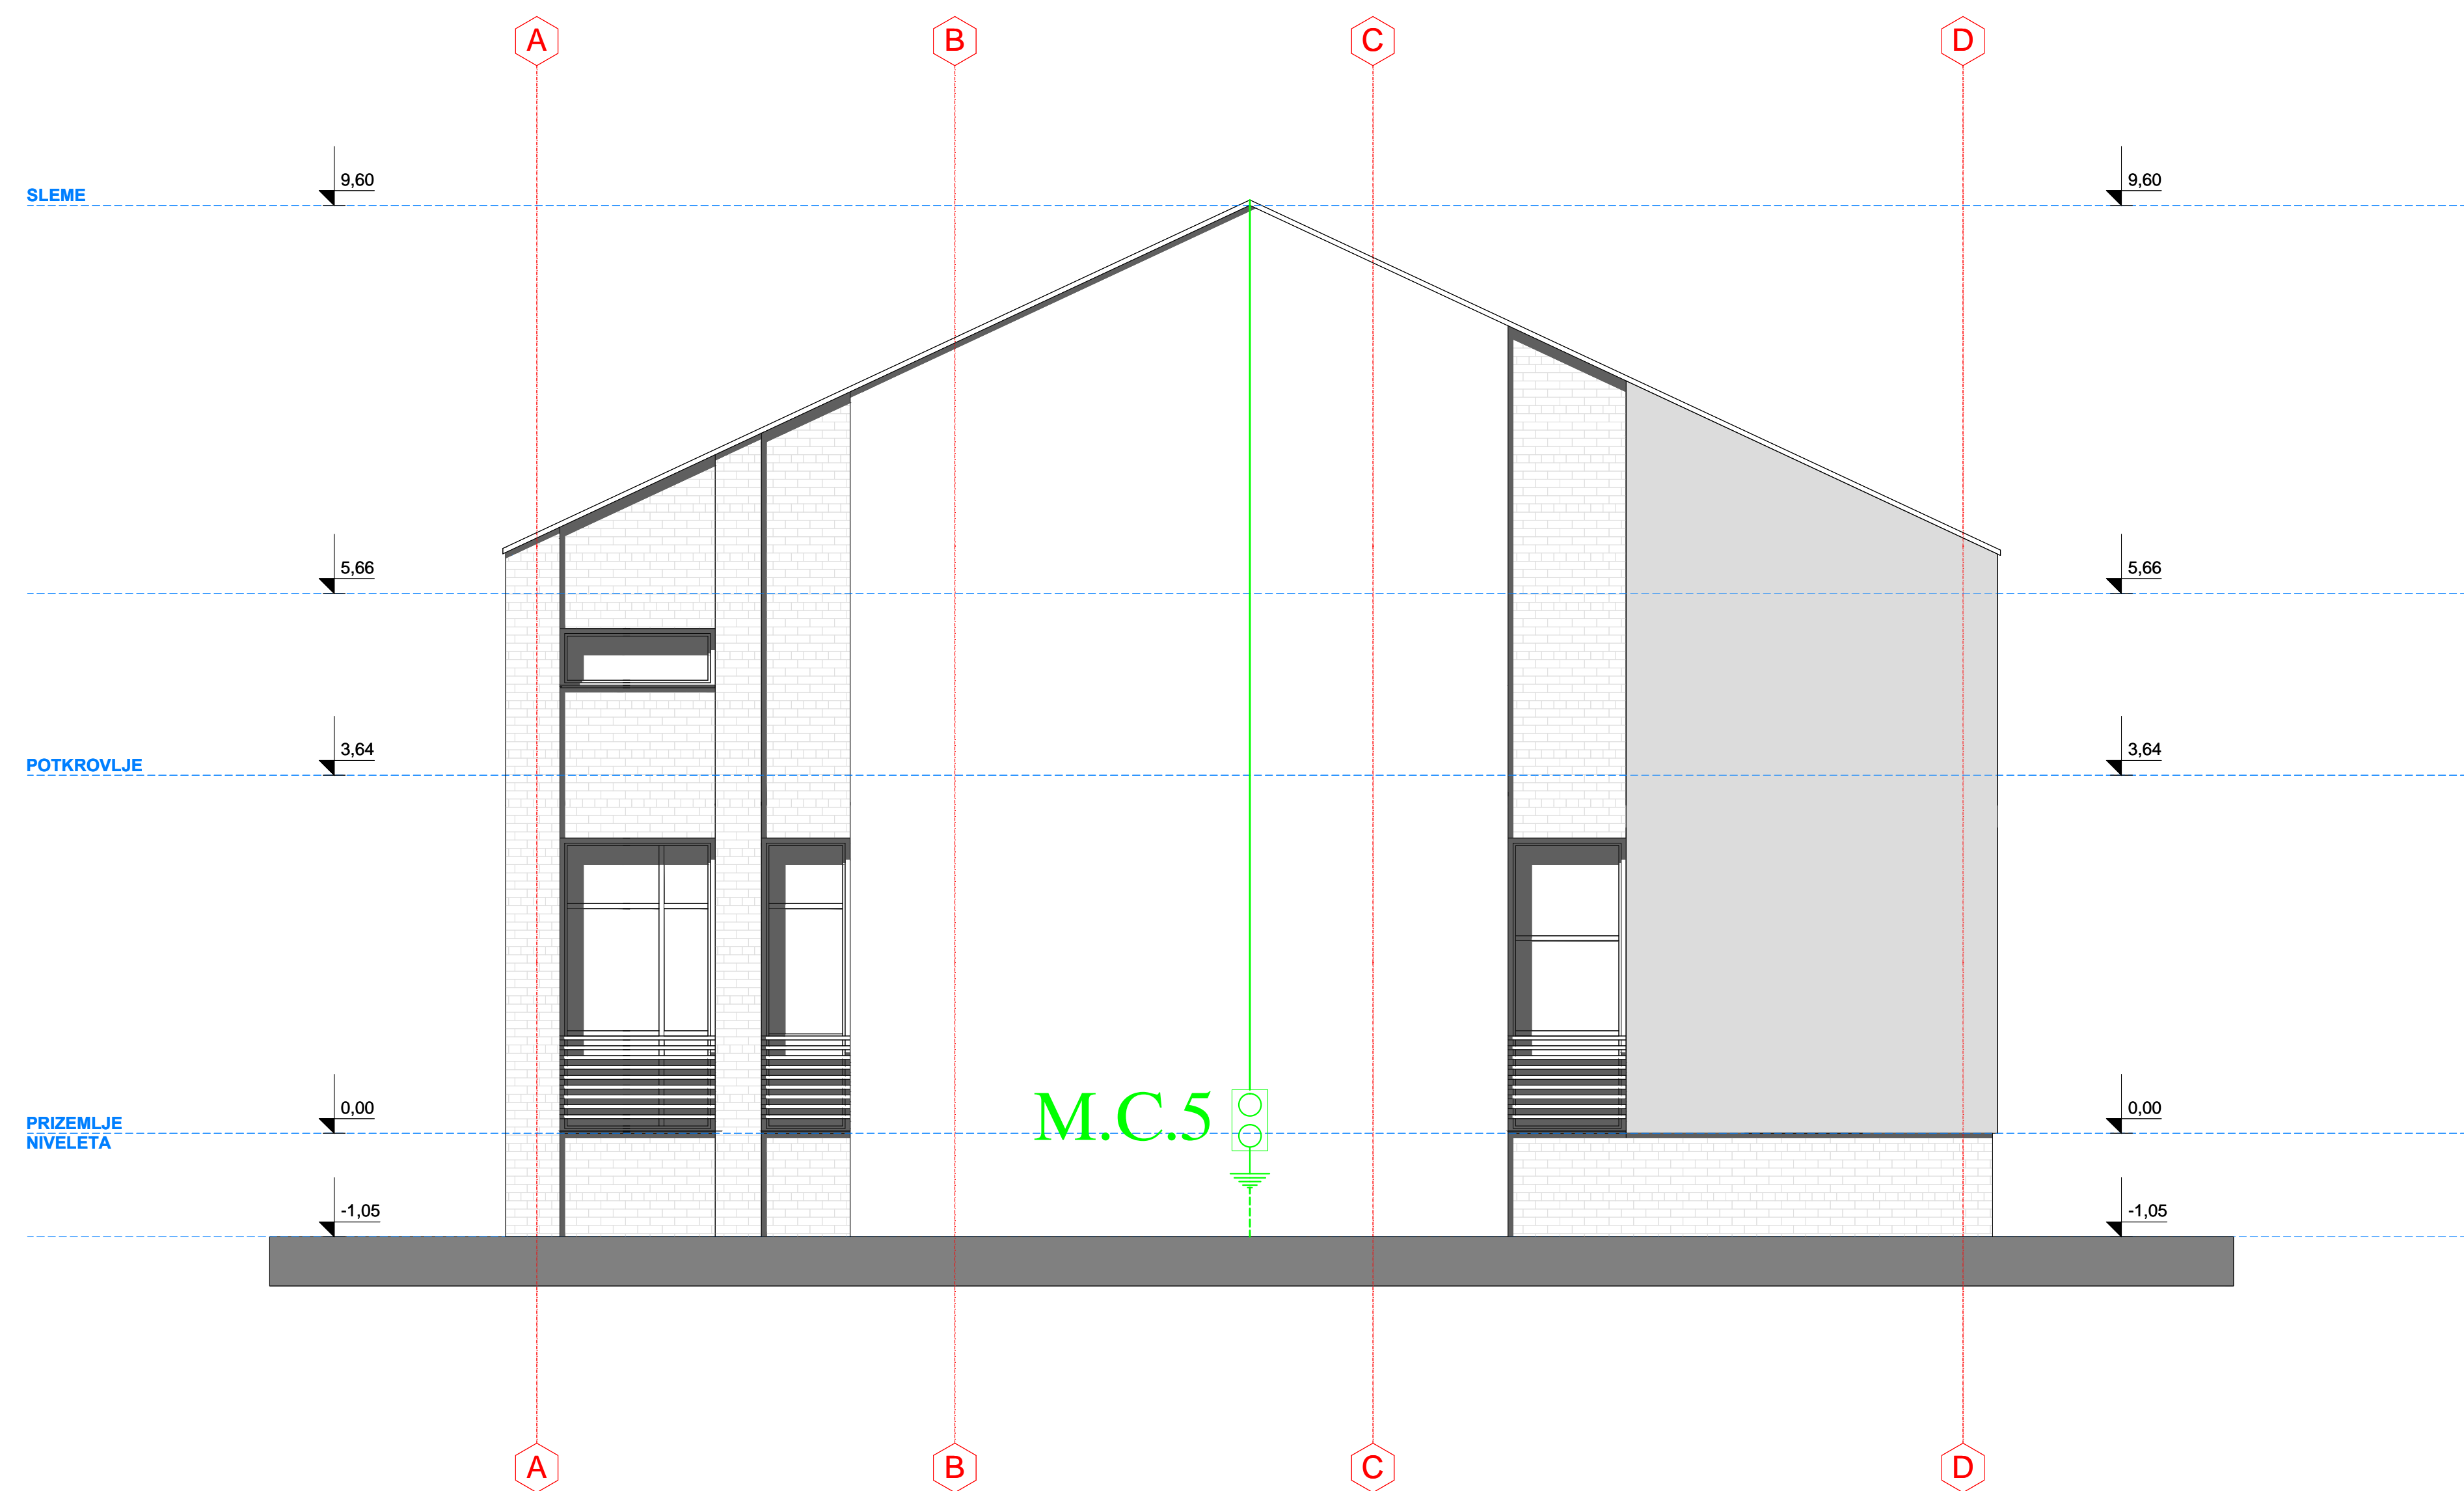 A B C D
9,60 9,60
SLEME
5,66 5,66
3,64 3,64
POTKROVLJE
M.C.5
0,00 0,00
PRIZEMLJE
NIVELETA
-1,05 -1,05
A B C D